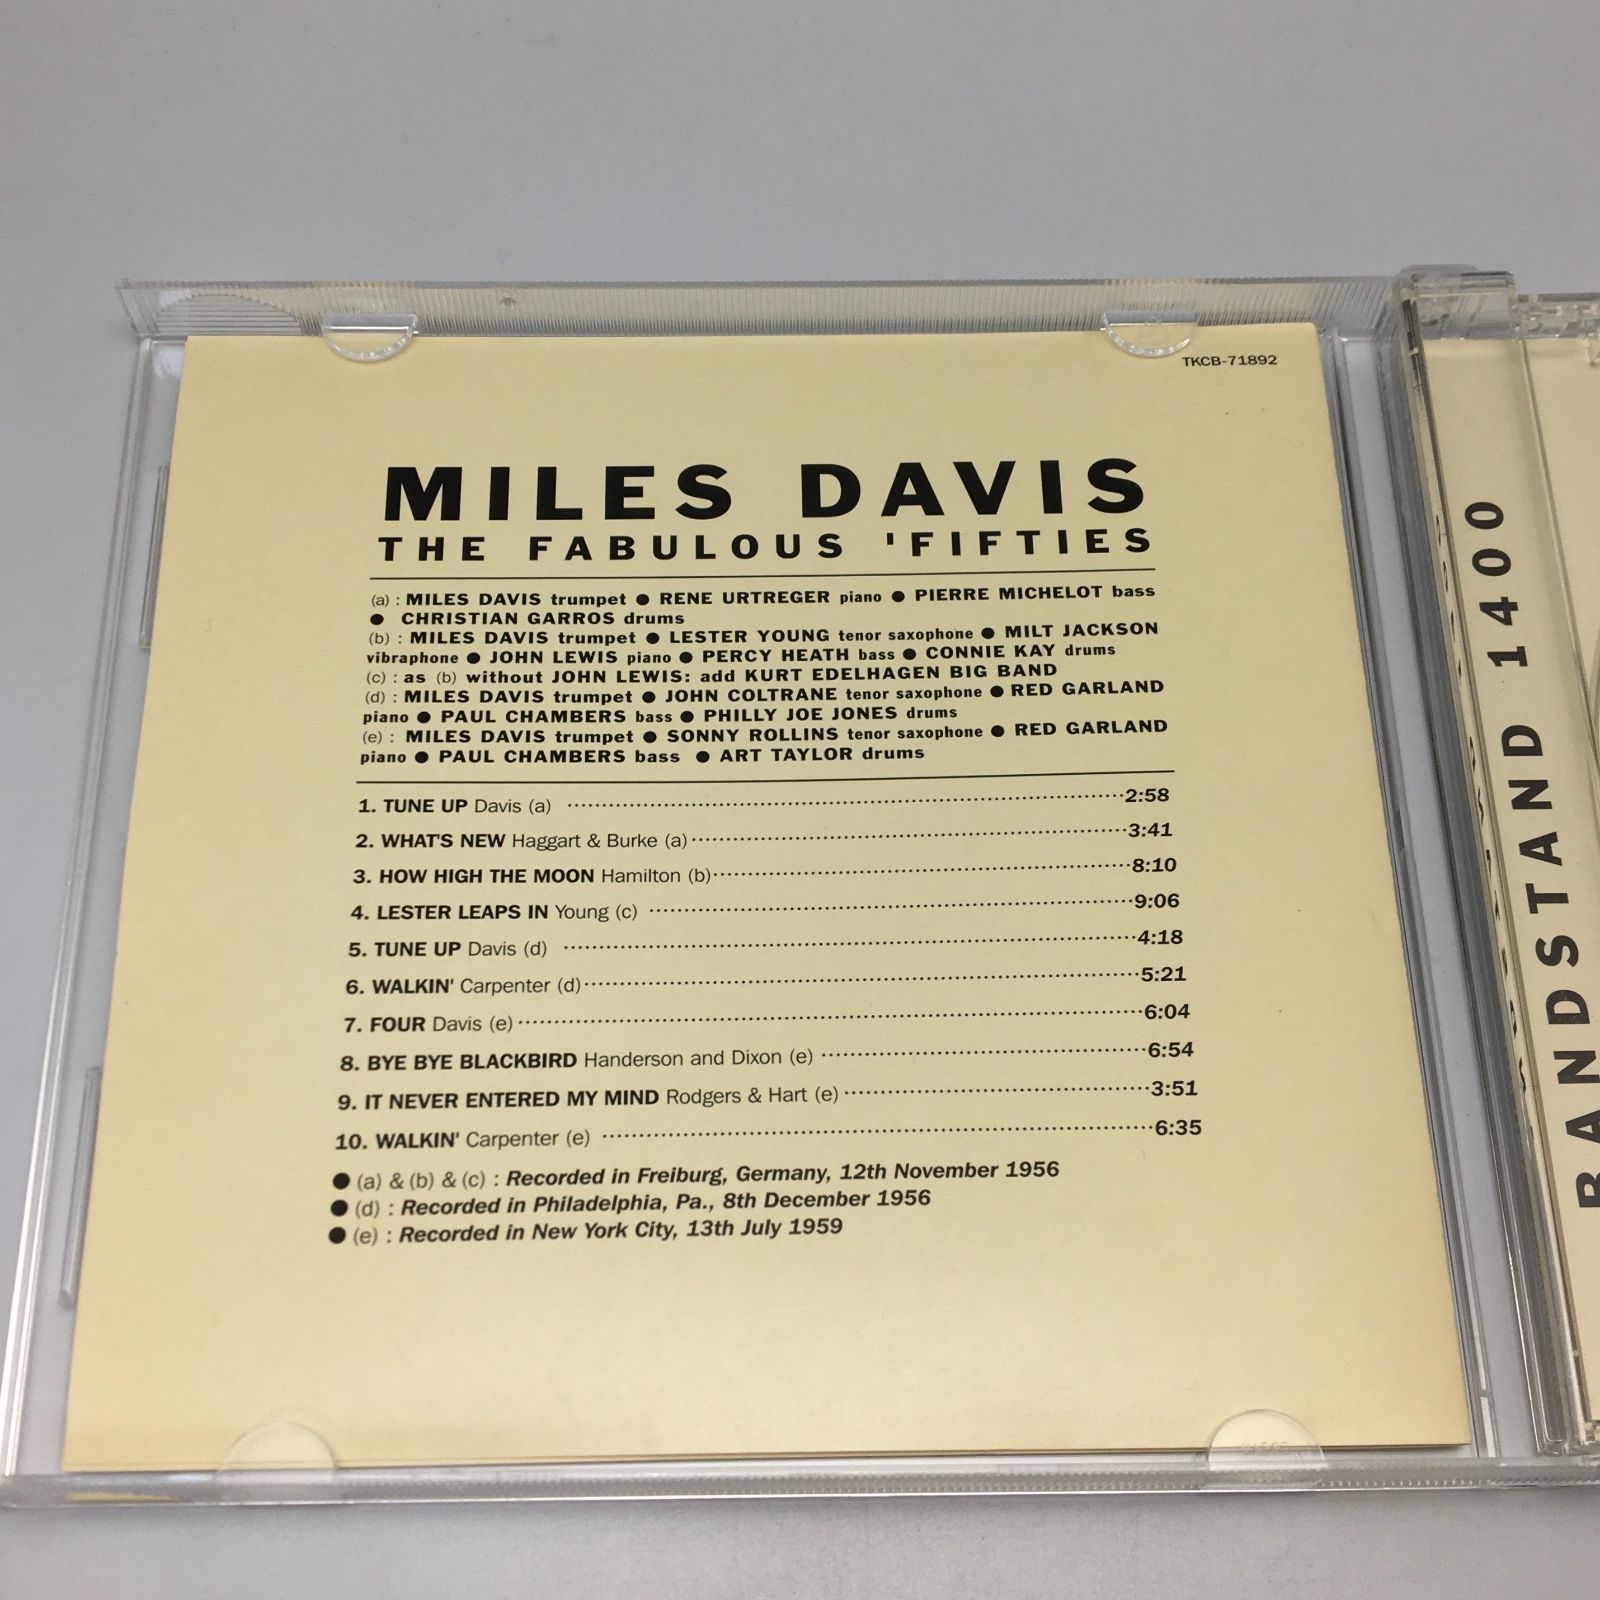 TKCB-71892
MILES DAVIS
THE FABULOUS 'FIFTIES
(a) : MILES DAVIS trumpet ● RENE URTREGER piano ● PIERRE MICHELOT bass
● CHRISTIAN GARROS drums
(b) : MILES DAVIS trumpet ● LESTER YOUNG tenor saxophone ● MILT JACKSON
vibraphone ● JOHN LEWIS piano ● PERCY HEATH bass ● CONNIE KAY drums
(c) : as (b) without JOHN LEWIS: add KURT EDELHAGEN BIG BAND
(d) : MILES DAVIS trumpet ● JOHN COLTRANE tenor saxophone ● RED GARLAND
piano ● PAUL CHAMBERS bass ● PHILLY JOE JONES drums
(e) : MILES DAVIS trumpet ● SONNY ROLLINS tenor saxophone ● RED GARLAND
piano ● PAUL CHAMBERS bass ● ART TAYLOR drums
1. TUNE UP Davis (a) 2:58
2. WHAT'S NEW Haggart & Burke (a) 3:41
3. HOW HIGH THE MOON Hamilton (b) 8:10
4. LESTER LEAPS IN Young (c) 9:06
5. TUNE UP Davis (d) 4:18
6. WALKIN' Carpenter (d) 5:21
7. FOUR Davis (e) 6:04
8. BYE BYE BLACKBIRD Handerson and Dixon (e) 6:54
9. IT NEVER ENTERED MY MIND Rodgers & Hart (e) 3:51
10. WALKIN' Carpenter (e) 6:35
● (a) & (b) & (c) : Recorded in Freiburg, Germany, 12th November 1956
● (d) : Recorded in Philadelphia, Pa., 8th December 1956
● (e) : Recorded in New York City, 13th July 1959
BANDSTAND 1400